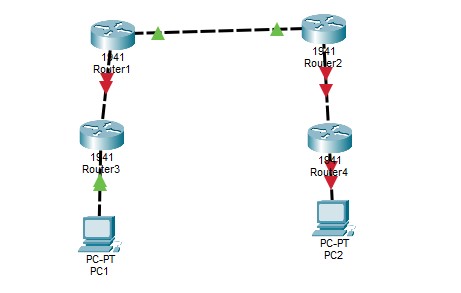 1941
Router1
1941
Router2
1941
Router3
1941
Router4
PC-PT
PC1
PC-PT
PC2